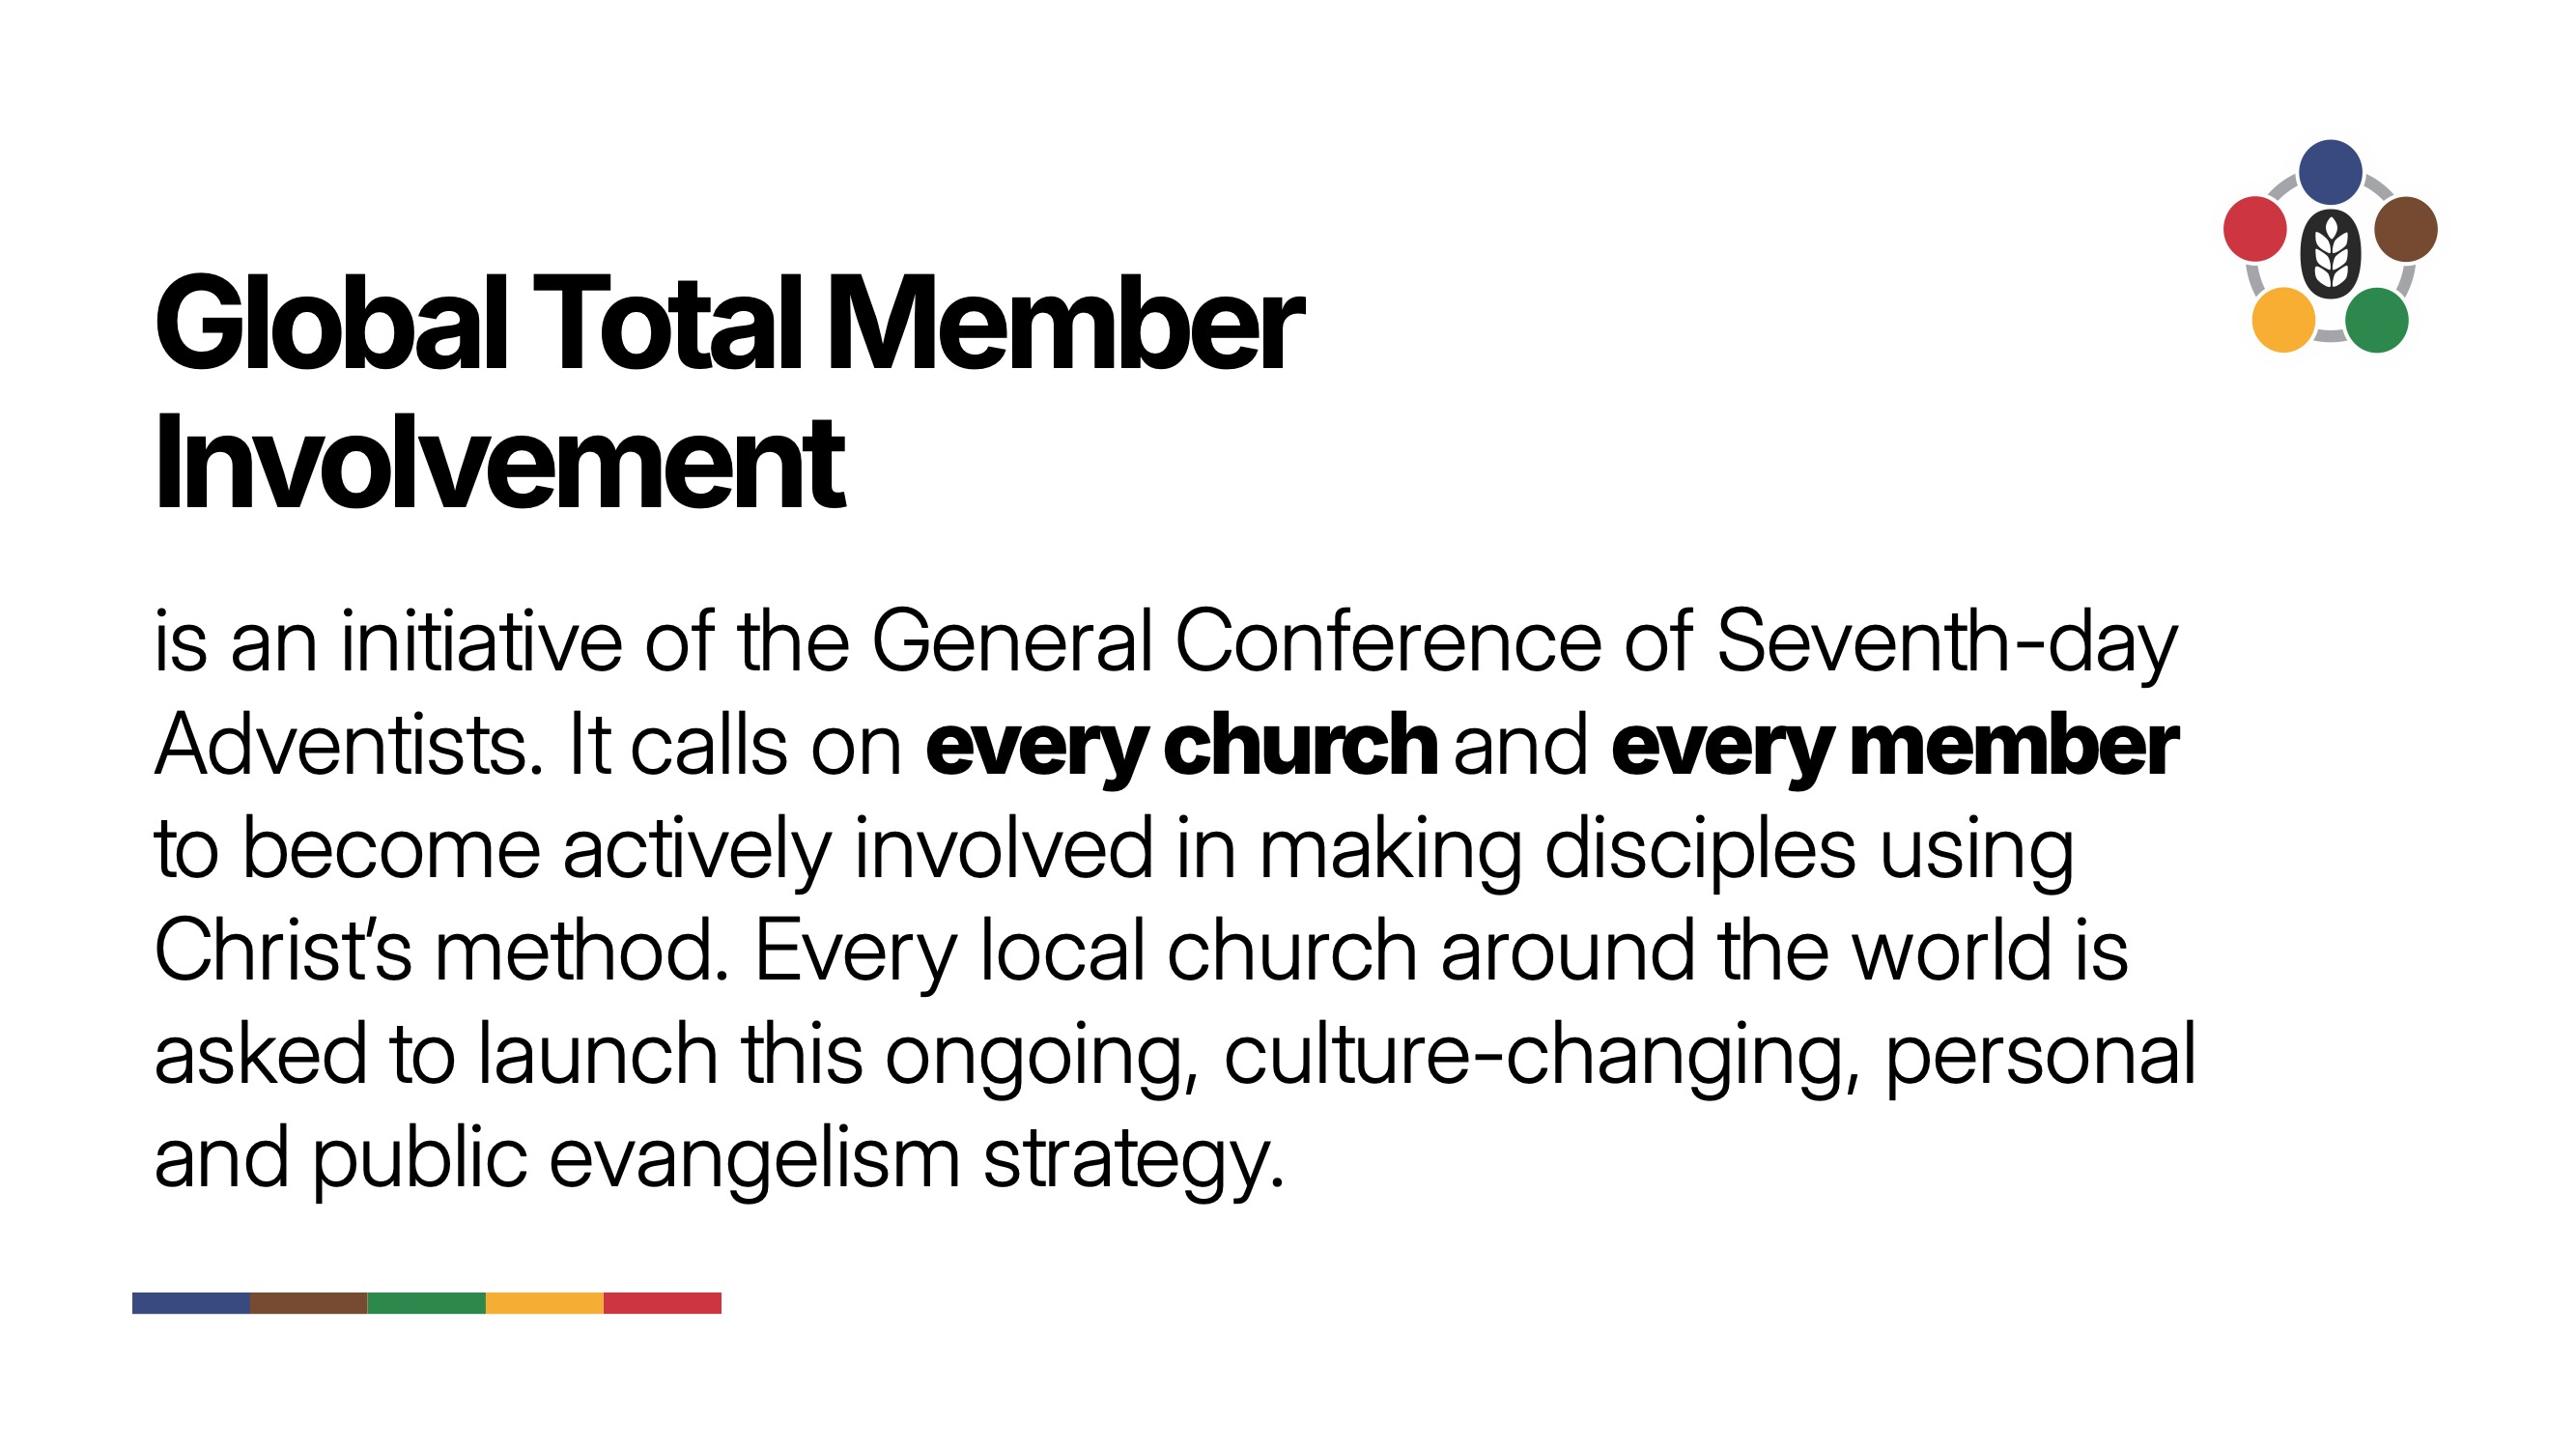 Global Total Member
Involvement
is an initiative of the General Conference of Seventh-day
Adventists. It calls on every church and every member
to become actively involved in making disciples using
Christ’s method. Every local church around the world is
asked to launch this ongoing, culture-changing, personal
and public evangelism strategy.